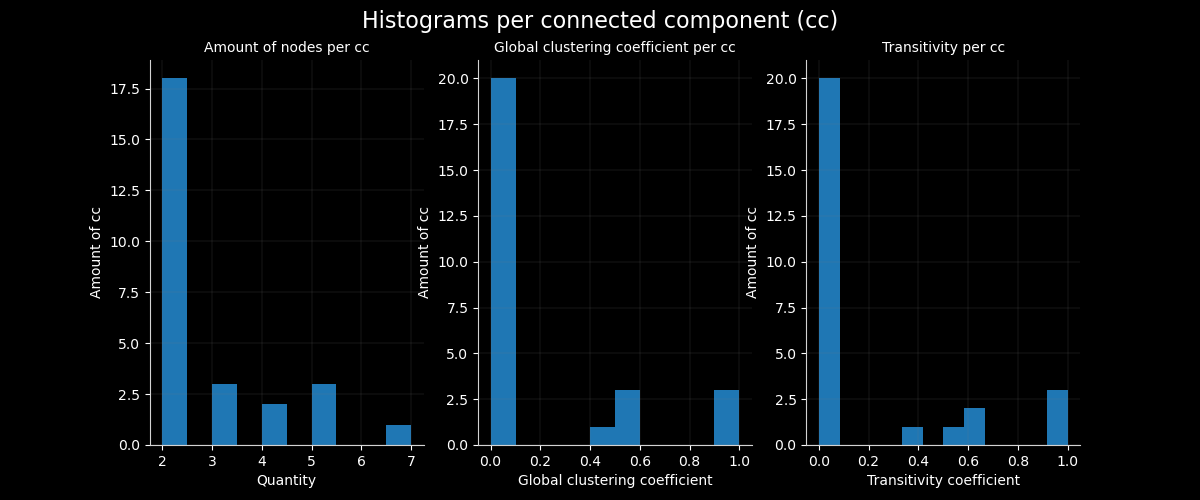 Histograms per connected component (cc)
Amount of nodes per cc
Global clustering coefficient per cc
Transitivity per cc
Amount of cc
17.5
15.0
12.5
10.0
7.5
5.0
2.5
0.0
2 3 4 5 6 7
Quantity
Amount of cc
20.0
17.5
15.0
12.5
10.0
7.5
5.0
2.5
0.0
0.0 0.2 0.4 0.6 0.8 1.0
Global clustering coefficient
Amount of cc
20.0
17.5
15.0
12.5
10.0
7.5
5.0
2.5
0.0
0.0 0.2 0.4 0.6 0.8 1.0
Transitivity coefficient